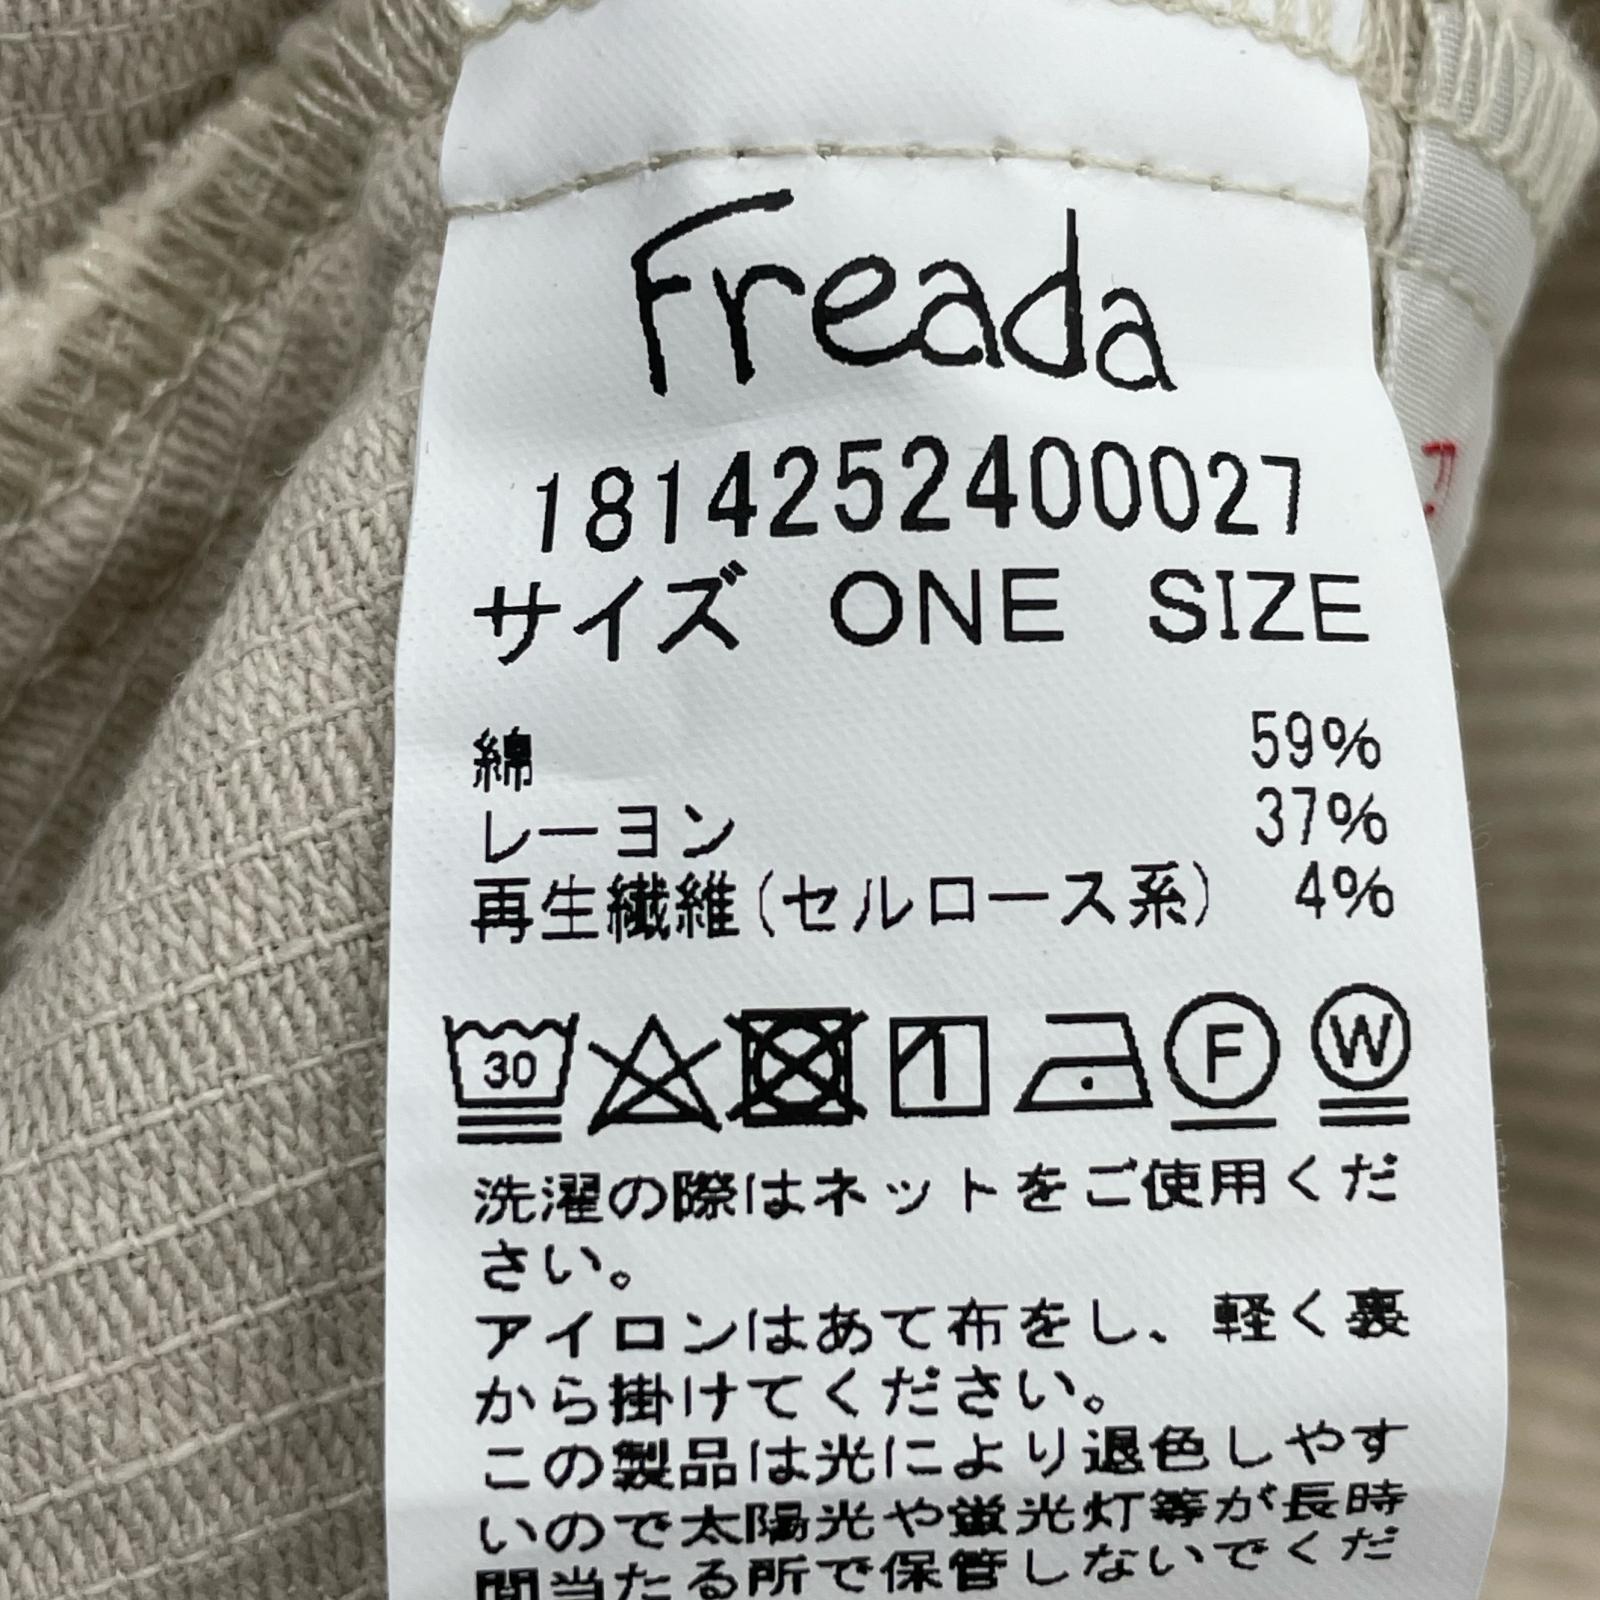 Freada
1814252400027
サイズ ONE SIZE
綿 59%
レーヨン 37%
再生繊維(セルロース系) 4%
30 F W
洗濯の際はネットをご使用くだ
さい。
アイロンはあて布をし、軽く裏
から掛けてください。
この製品は光により退色しやす
いので太陽光や蛍光灯等が長時
間当たる所で保管しないでくだ